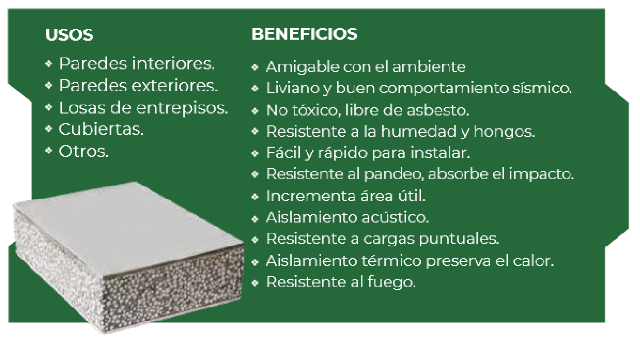 USOS
❖ Paredes interiores.
❖ Paredes exteriores.
❖ Losas de entrepisos.
❖ Cubiertas.
❖ Otros.
BENEFICIOS
❖ Amigable con el ambiente
❖ Liviano y buen comportamiento sísmico.
❖ No tóxico, libre de asbesto.
❖ Resistente a la humedad y hongos.
❖ Fácil y rápido para instalar.
❖ Resistente al pandeo, absorbe el impacto.
❖ Incrementa área útil.
❖ Aislamiento acústico.
❖ Resistente a cargas puntuales.
❖ Aislamiento térmico preserva el calor.
❖ Resistente al fuego.